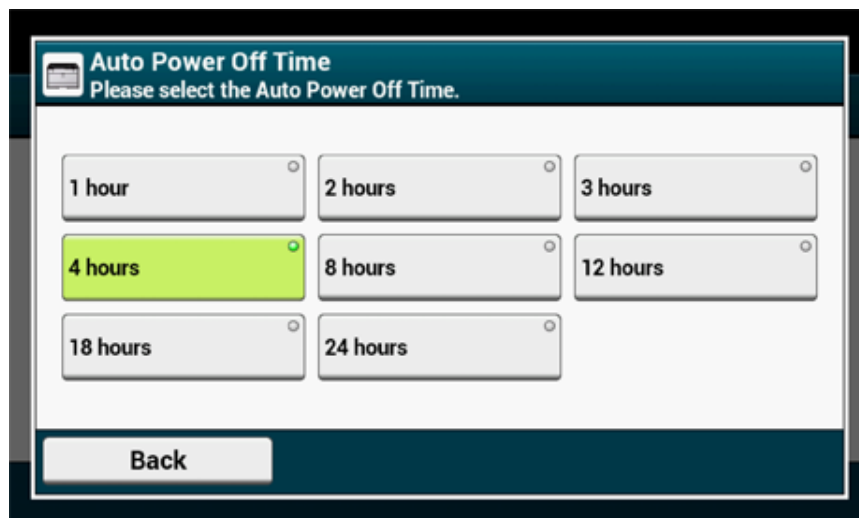 Auto Power Off Time
Please select the Auto Power Off Time.
1 hour
2 hours
3 hours
4 hours
8 hours
12 hours
18 hours
24 hours
Back